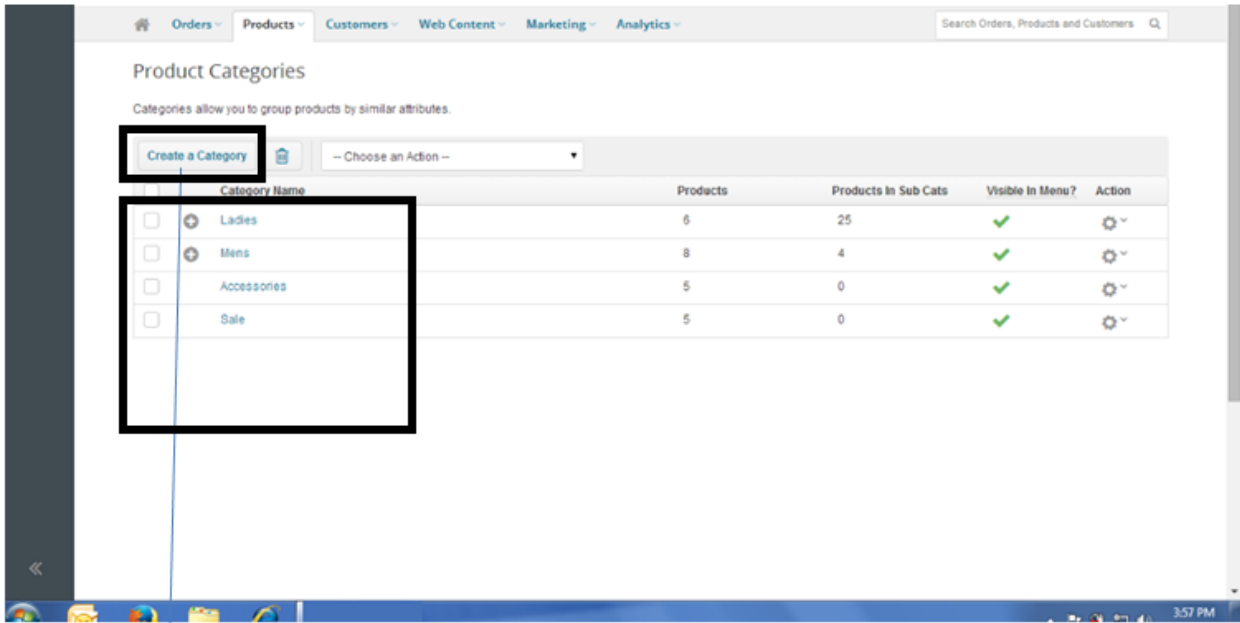 Orders Products Customers Web Content Marketing Analytics Search Orders, Products and Customers
Product Categories
Categories allow you to group products by similar attributes.
Create a Category -- Choose an Action --
Category Name Products Products In Sub Cats Visible In Menu? Action
Ladies 6 25
Mens 8 4
Accessories 5 0
Sale 5 0
3:57 PM